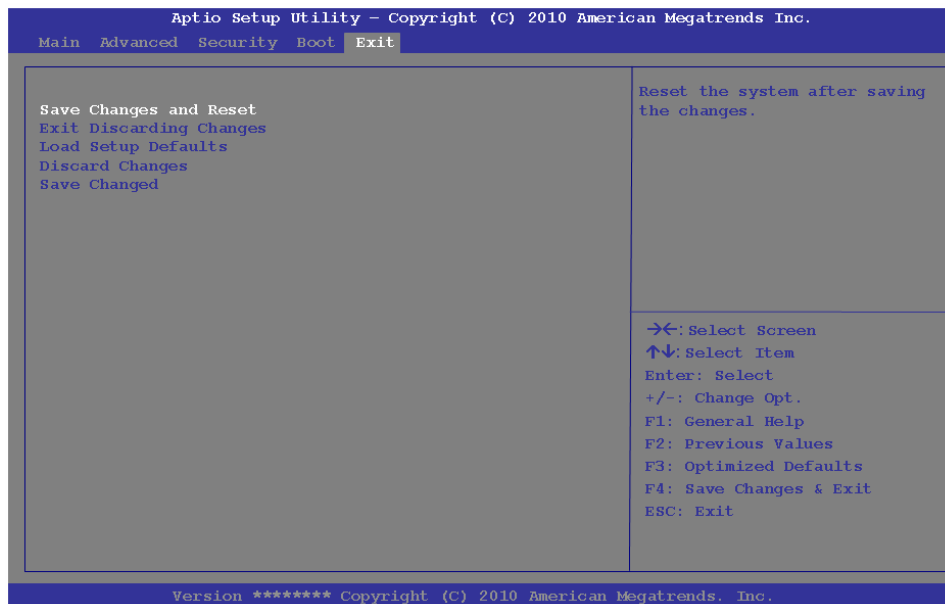 Aptio Setup Utility – Copyright (C) 2010 American Megatrends Inc.
Main Advanced Security Boot Exit
Save Changes and Reset
Exit Discarding Changes
Load Setup Defaults
Discard Changes
Save Changed
Reset the system after saving
the changes.
→←: Select Screen
↑↓: Select Item
Enter: Select
+/-: Change Opt.
F1: General Help
F2: Previous Values
F3: Optimized Defaults
F4: Save Changes & Exit
ESC: Exit
Version ******** Copyright (C) 2010 American Megatrends. Inc.